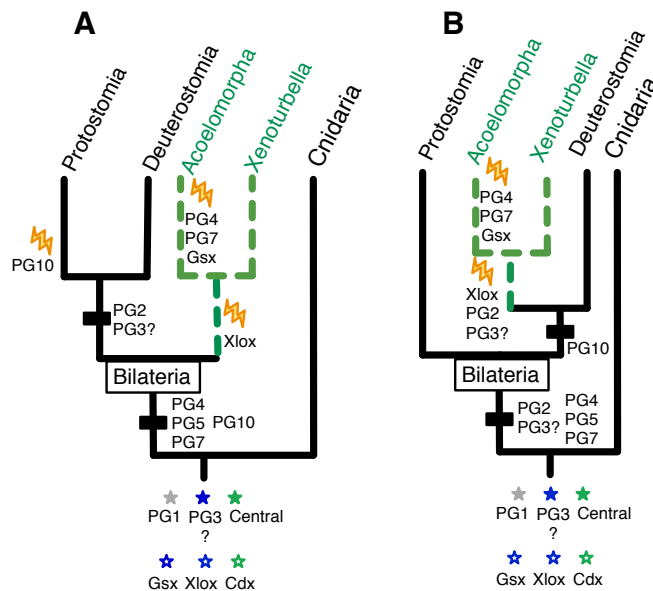 A
Protostomia
Deuterostomia
Acoelomorpha
Xenoturbella
Cnidaria
PG10
PG4
PG7
Gsx
Xlox
PG2
PG3?
Bilateria
PG4
PG5 PG10
PG7
PG1 PG3 Central
?
Gsx Xlox Cdx
B
Protostomia
Acoelomorpha
Xenoturbella
Deuterostomia
Cnidaria
PG4
PG7
Gsx
Xlox
PG2
PG3?
PG10
Bilateria
PG2
PG3?
PG4
PG5
PG7
PG1 PG3 Central
?
Gsx Xlox Cdx